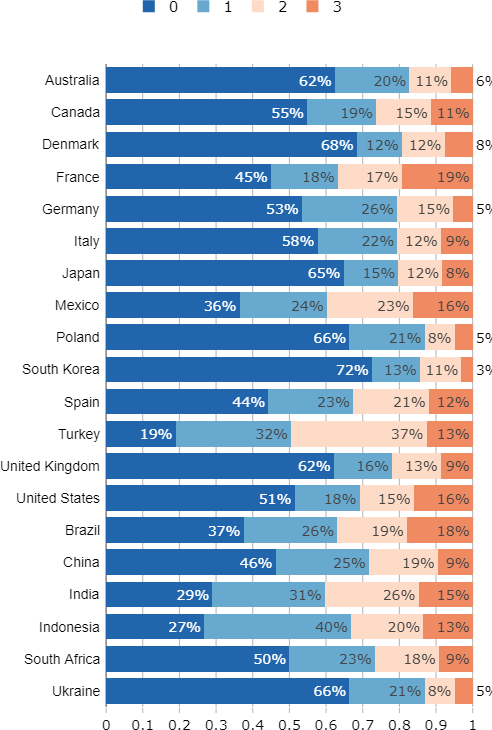 0 1 2 3
Australia 62% 20% 11% 6%
Canada 55% 19% 15% 11%
Denmark 68% 12% 12% 8%
France 45% 18% 17% 19%
Germany 53% 26% 15% 5%
Italy 58% 22% 12% 9%
Japan 65% 15% 12% 8%
Mexico 36% 24% 23% 16%
Poland 66% 21% 8% 5%
South Korea 72% 13% 11% 3%
Spain 44% 23% 21% 12%
Turkey 19% 32% 37% 13%
United Kingdom 62% 16% 13% 9%
United States 51% 18% 15% 16%
Brazil 37% 26% 19% 18%
China 46% 25% 19% 9%
India 29% 31% 26% 15%
Indonesia 27% 40% 20% 13%
South Africa 50% 23% 18% 9%
Ukraine 66% 21% 8% 5%
0 0.1 0.2 0.3 0.4 0.5 0.6 0.7 0.8 0.9 1